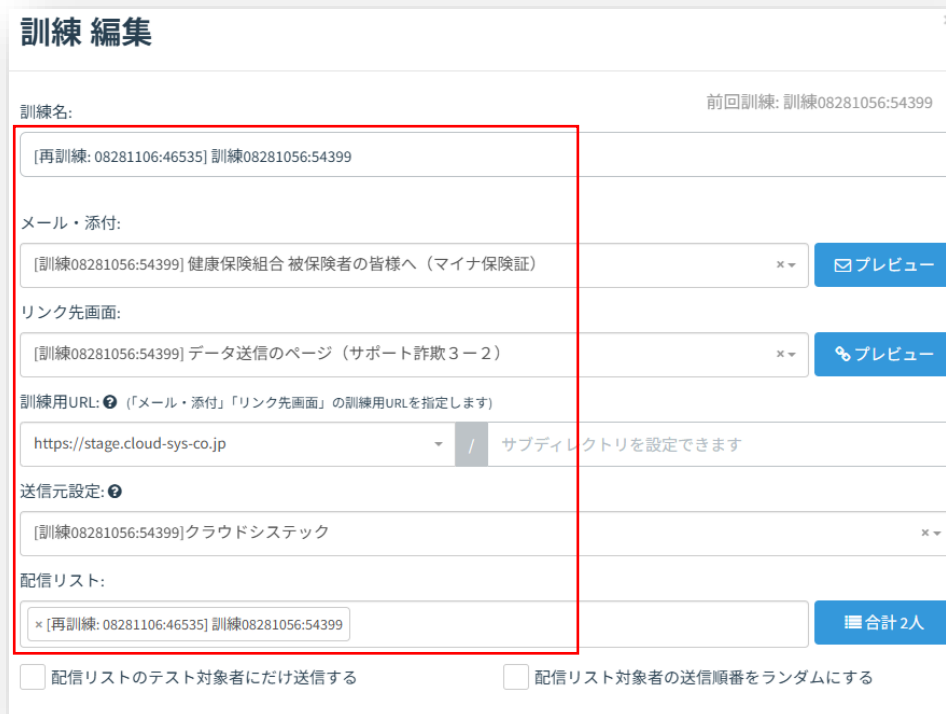 訓練 編集
前回訓練: 訓練08281056:54399
訓練名:
[再訓練: 08281106:46535] 訓練08281056:54399
メール・添付:
[訓練08281056:54399] 健康保険組合 被保険者の皆様へ（マイナ保険証）
プレビュー
リンク先画面:
[訓練08281056:54399] データ送信のページ（サポート詐欺３ー２）
プレビュー
訓練用URL: (「メール・添付」「リンク先画面」の訓練用URLを指定します)
https://stage.cloud-sys-co.jp / サブディレクトリを設定できます
送信元設定:
[訓練08281056:54399]クラウドシステック
配信リスト:
× [再訓練: 08281106:46535] 訓練08281056:54399
合計 2人
配信リストのテスト対象者にだけ送信する
配信リスト対象者の送信順番をランダムにする